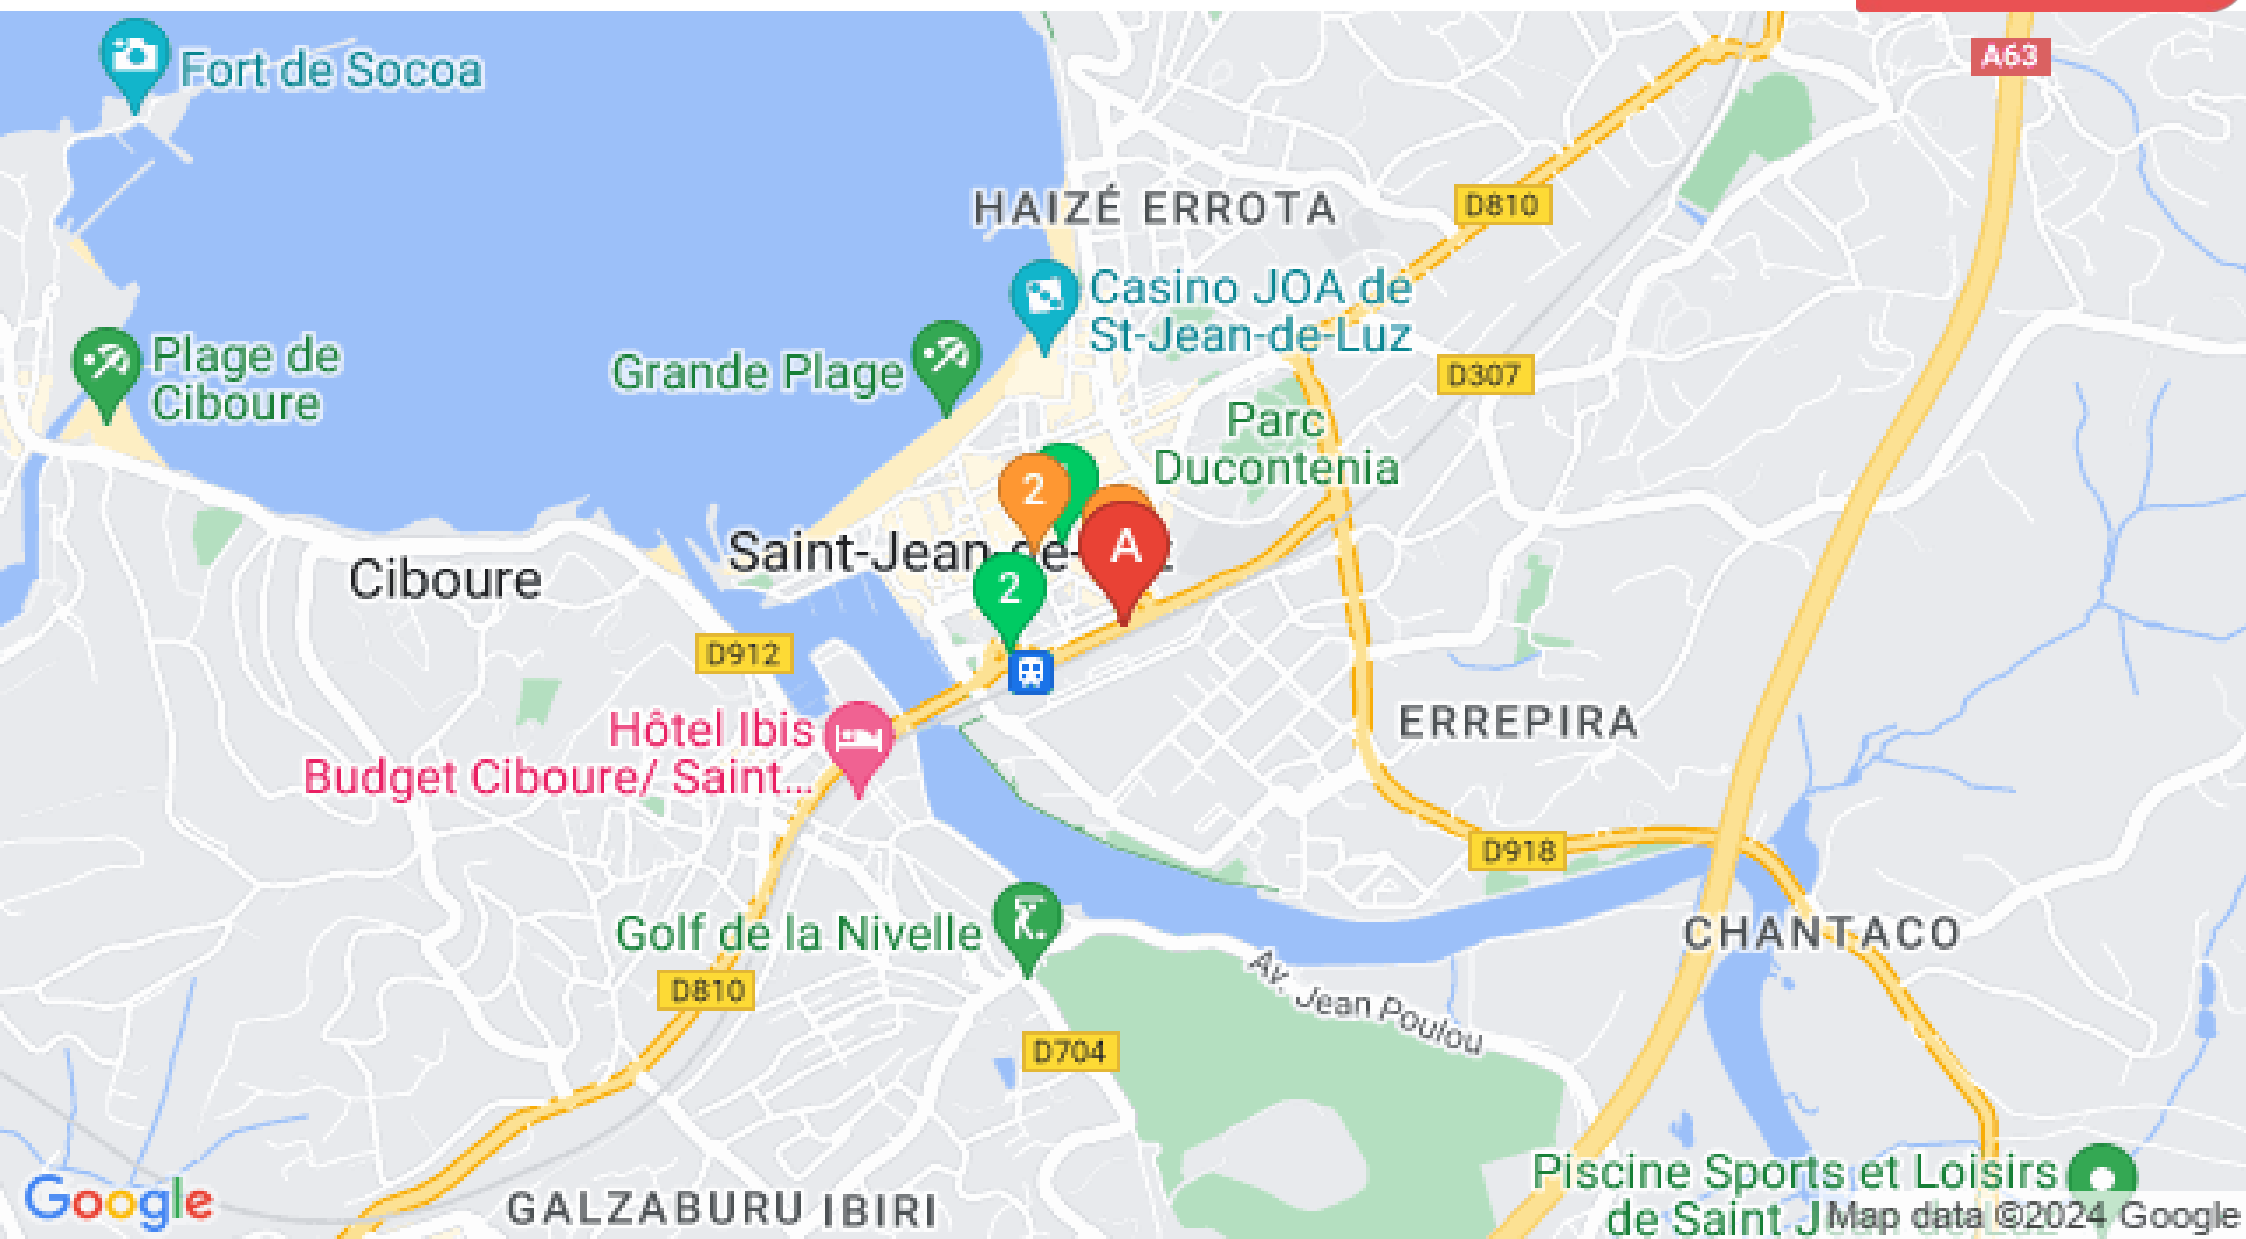 Fort de Socoa
A63
HAIZÉ ERROTA
D810
Casino JOA de
St-Jean-de-Luz
Plage de
Ciboure
Grande Plage
D307
Parc
Ducontenia
2
A
Saint-Jean-de-
Ciboure
2
D912
Hôtel Ibis
Budget Ciboure/ Saint...
ERREPIRA
D918
Golf de la Nivelle
CHANTACO
Av. Jean Poulou
D810
D704
Piscine Sports et Loisirs
de Saint J
GALZABURU IBIRI
Google
Map data ©2024 Google